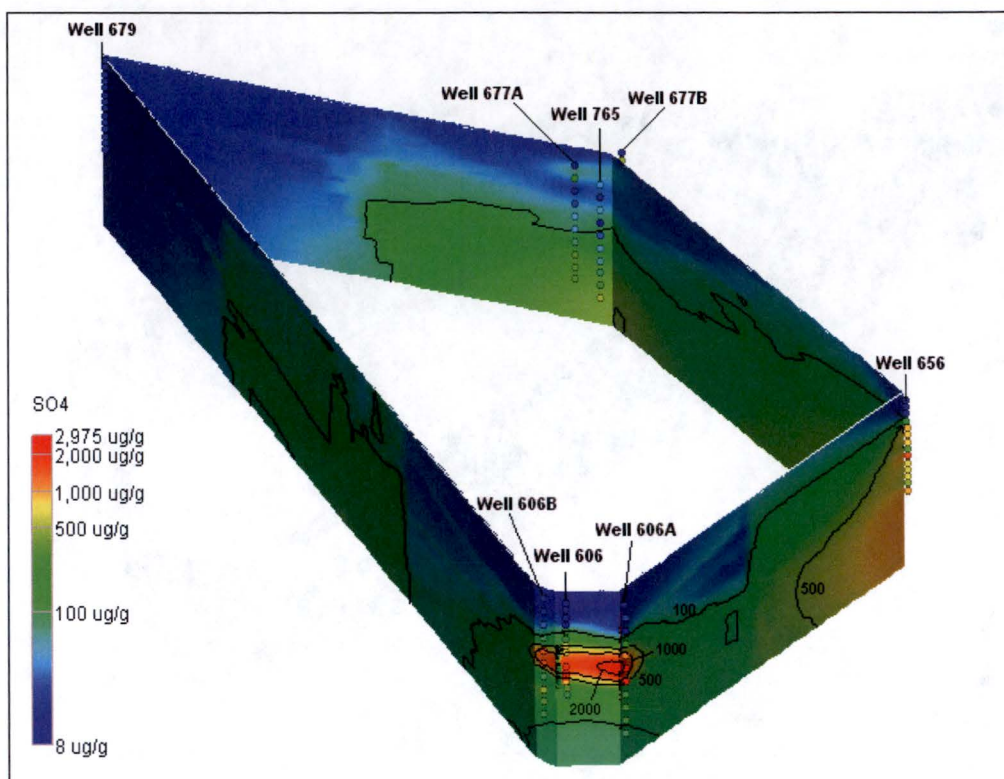 Well 679
Well 677A
Well 677B
Well 765
Well 656
SO4
2,975 ug/g
2,000 ug/g
1,000 ug/g
500 ug/g
100 ug/g
8 ug/g
Well 606B
Well 606A
Well 606
100
500
1000
500
2000